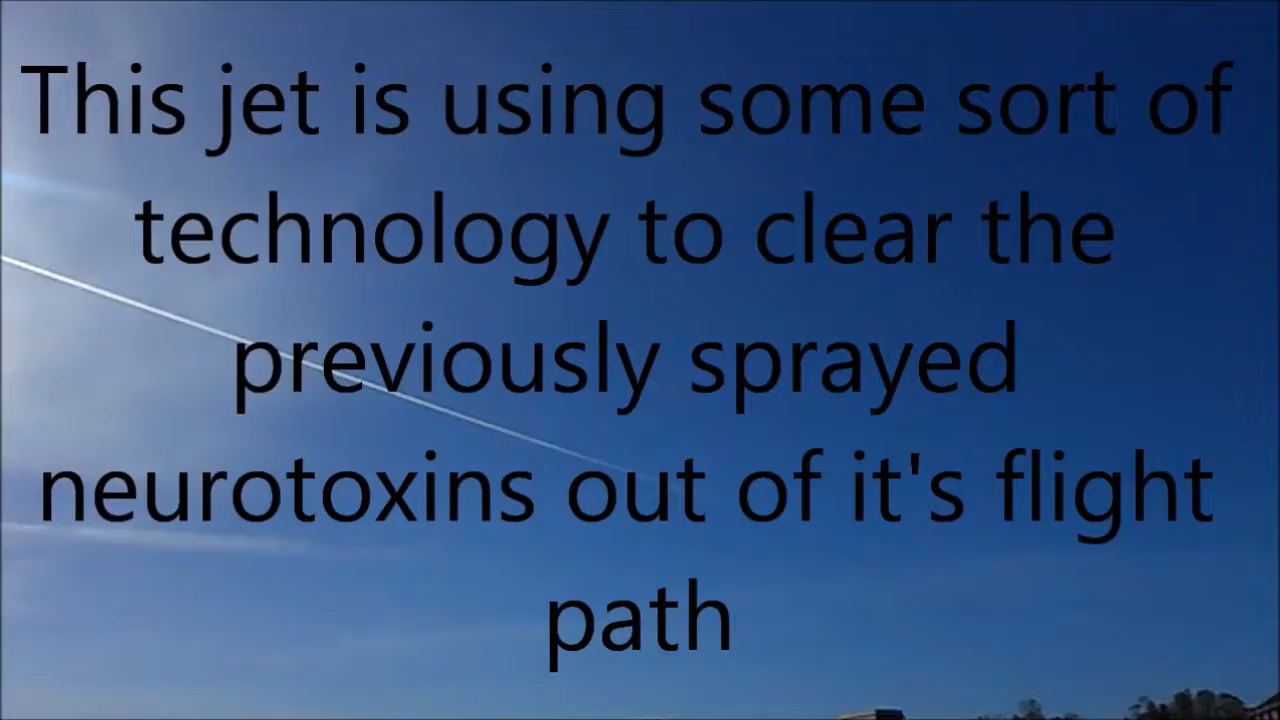 This jet is using some sort of
technology to clear the
previously sprayed
neurotoxins out of it's flight
path